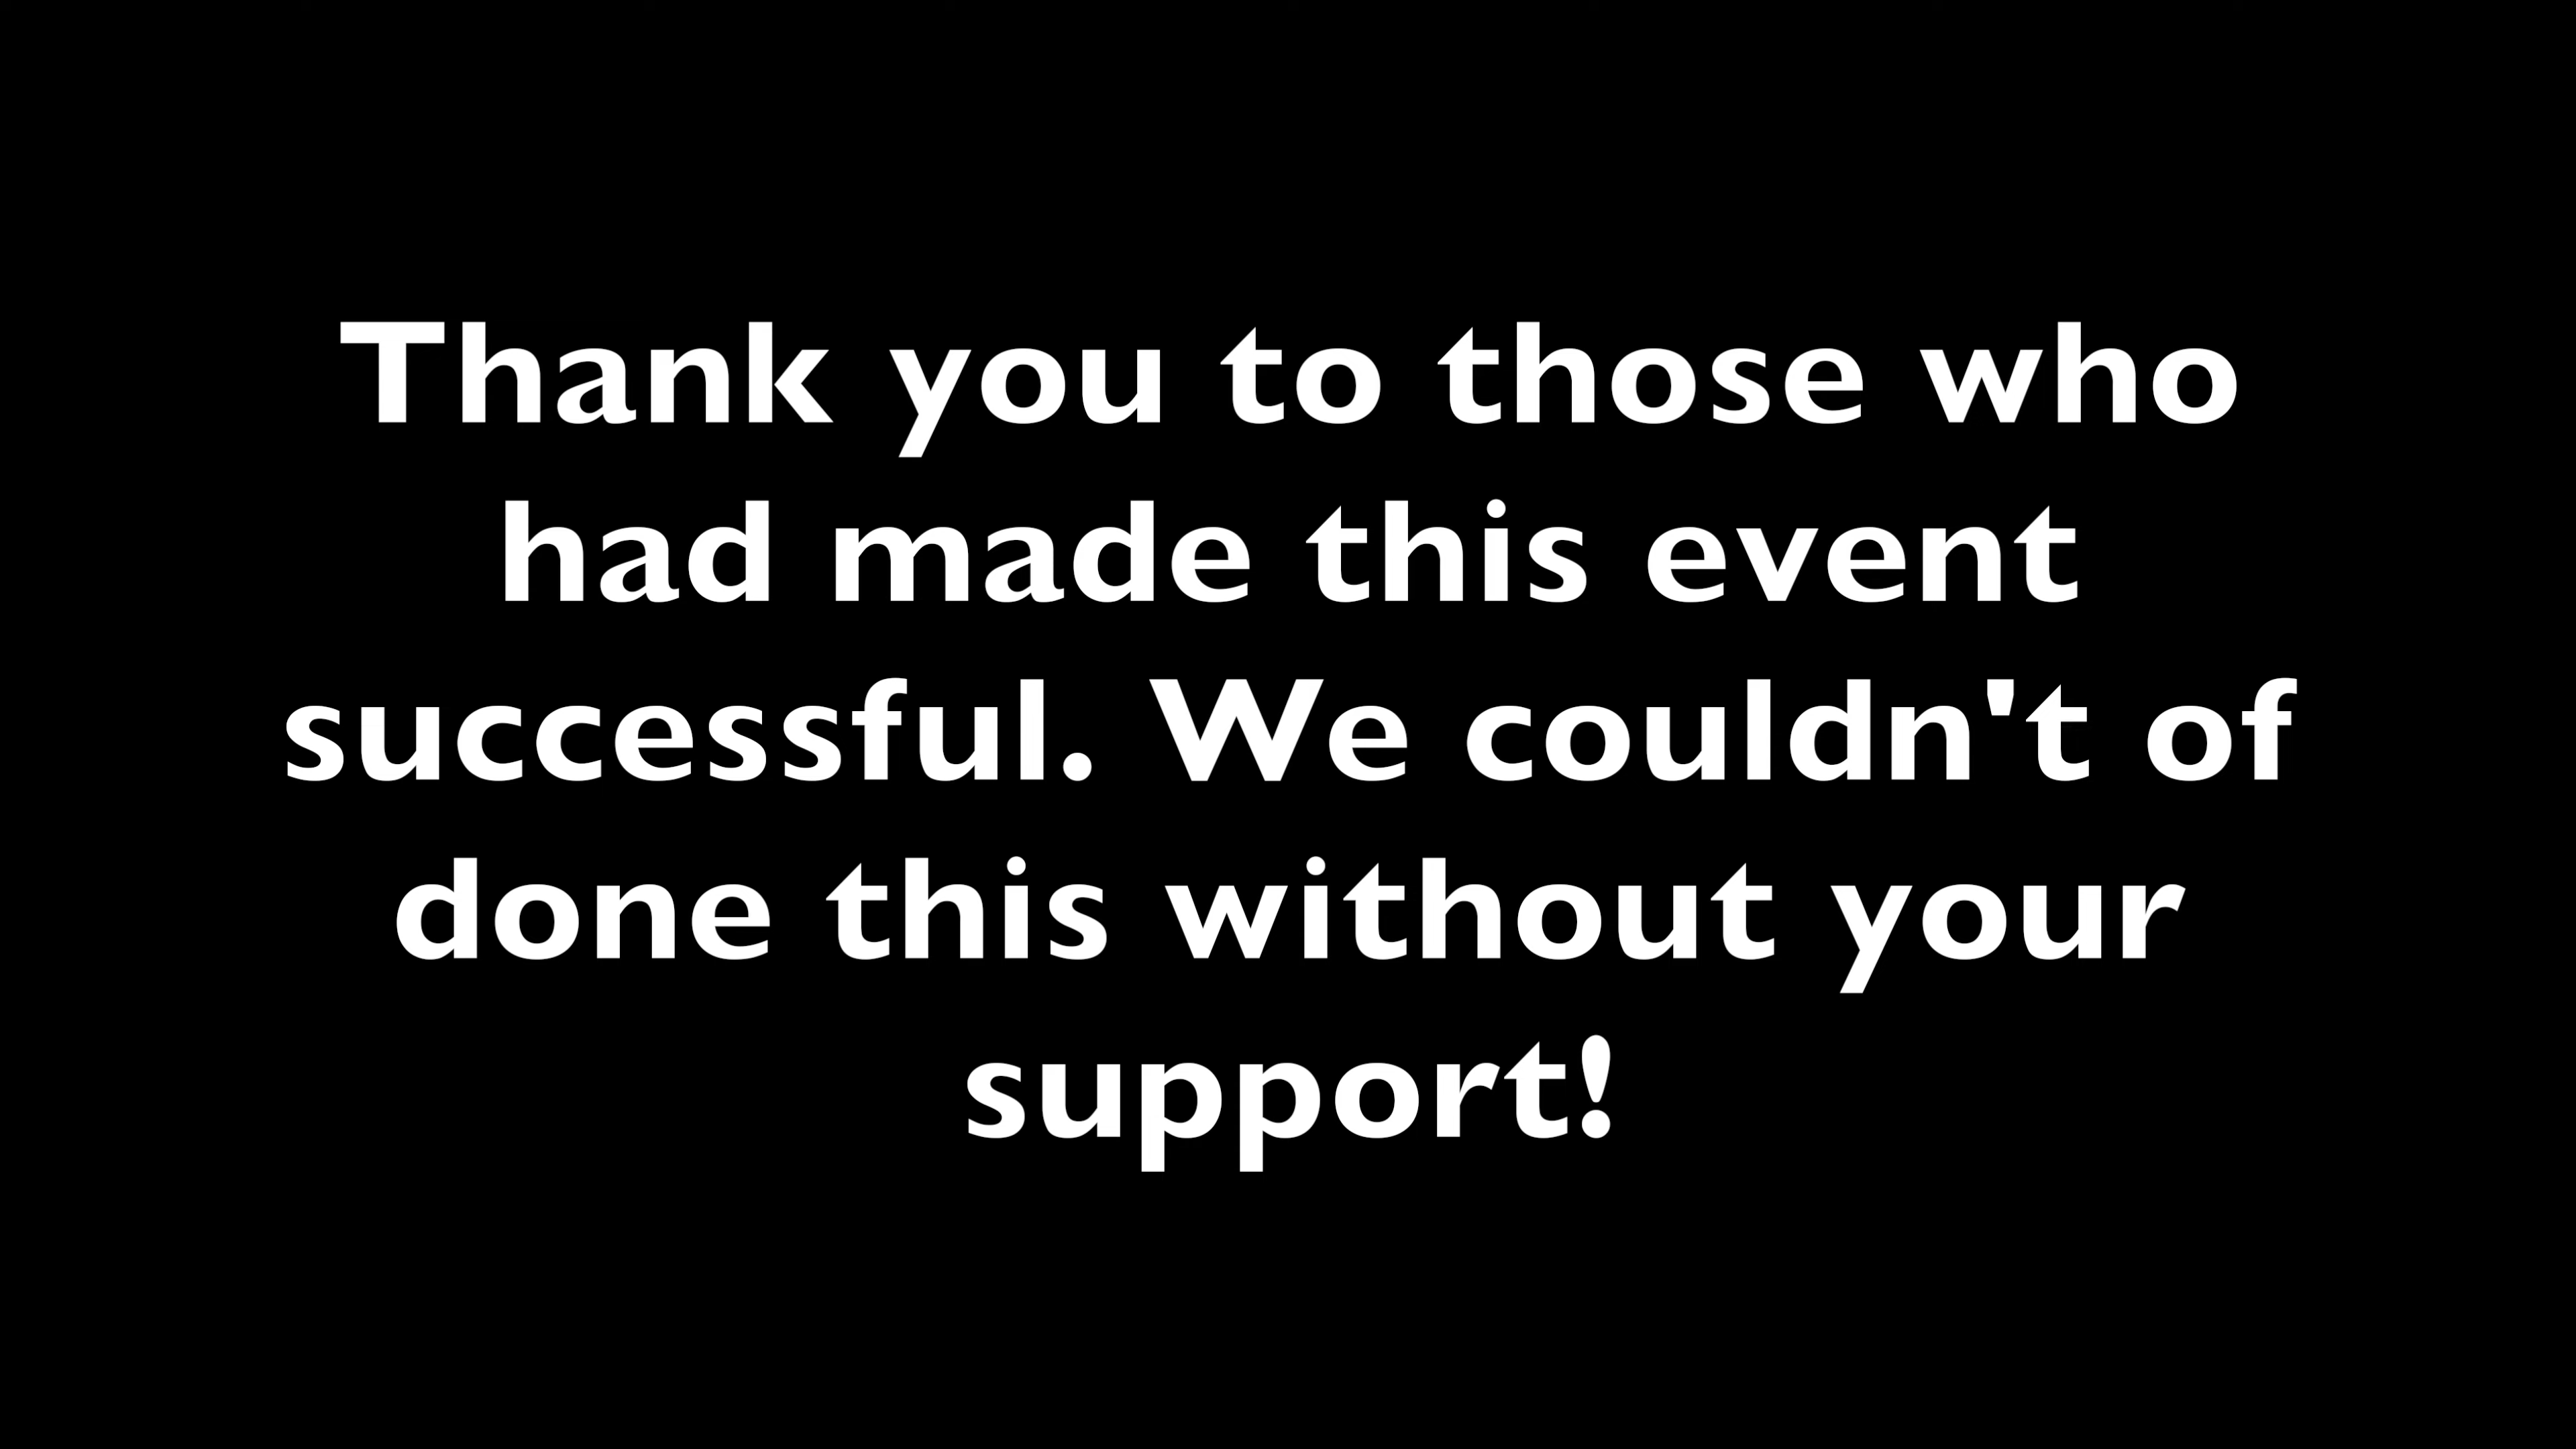 Thank you to those who
had made this event
successful. We couldn't of
done this without your
support!